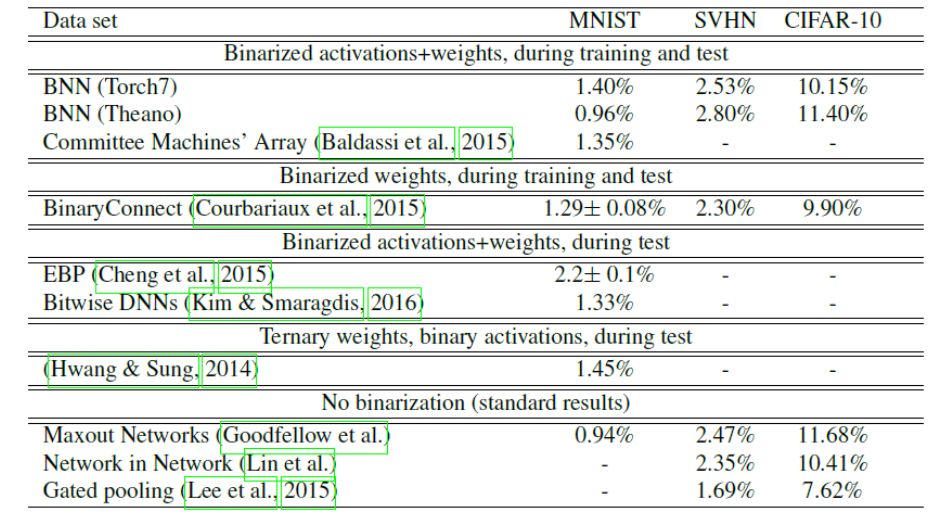 Data set MNIST SVHN CIFAR-10
Binarized activations+weights, during training and test
BNN (Torch7) 1.40% 2.53% 10.15%
BNN (Theano) 0.96% 2.80% 11.40%
Committee Machines' Array (Baldassi et al., 2015) 1.35% - -
Binarized weights, during training and test
BinaryConnect (Courbariaux et al., 2015) 1.29± 0.08% 2.30% 9.90%
Binarized activations+weights, during test
EBP (Cheng et al., 2015) 2.2± 0.1% - -
Bitwise DNNs (Kim & Smaragdis, 2016) 1.33% - -
Ternary weights, binary activations, during test
(Hwang & Sung, 2014) 1.45% - -
No binarization (standard results)
Maxout Networks (Goodfellow et al.) 0.94% 2.47% 11.68%
Network in Network (Lin et al.) - 2.35% 10.41%
Gated pooling (Lee et al., 2015) - 1.69% 7.62%